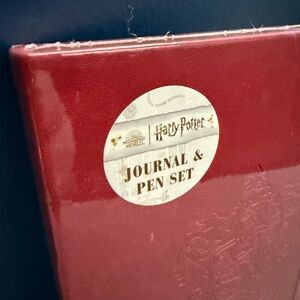 Harry Potter
JOURNAL &
PEN SET